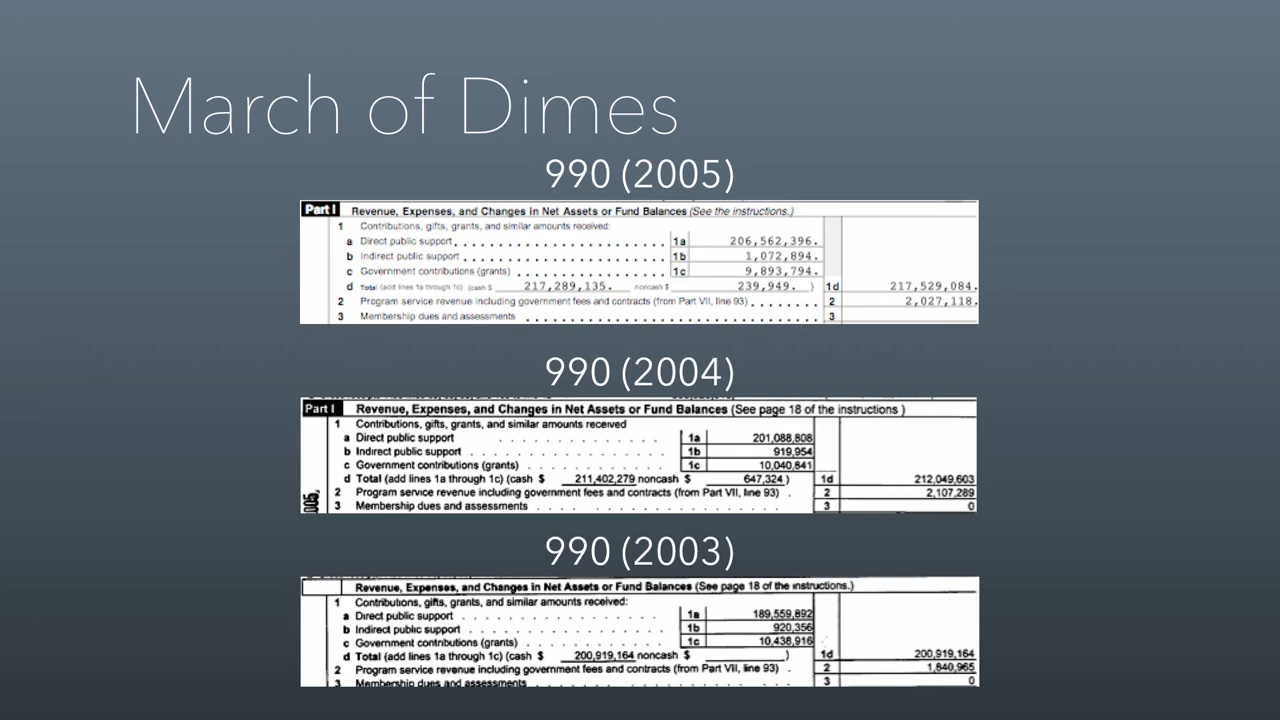 March of Dimes
990 (2005)
Part I Revenue, Expenses, and Changes in Net Assets or Fund Balances (See the instructions.)
1 Contributions, gifts, grants, and similar amounts received:
a Direct public support 1a 206,562,396.
b Indirect public support 1b 1,072,894.
c Government contributions (grants) 1c 9,893,794.
d Total (add lines 1a through 1c) (cash $ 217,289,135. noncash $ 239,949. ) 1d 217,529,084.
2 Program service revenue including government fees and contracts (from Part VII, line 93) 2 2,027,118.
3 Membership dues and assessments 3
990 (2004)
Part I Revenue, Expenses, and Changes in Net Assets or Fund Balances (See page 18 of the instructions )
1 Contributions, gifts, grants, and similar amounts received
a Direct public support 1a 201,088,808
b Indirect public support 1b 919,954
c Government contributions (grants) 1c 10,040,841
d Total (add lines 1a through 1c) (cash $ 211,402,279 noncash $ 647,324 ) 1d 212,049,603
2 Program service revenue including government fees and contracts (from Part VII, line 93) 2 2,107,289
3 Membership dues and assessments 3 0
990 (2003)
Revenue, Expenses, and Changes in Net Assets or Fund Balances (See page 18 of the instructions.)
1 Contributions, gifts, grants, and similar amounts received:
a Direct public support 1a 189,559,892
b Indirect public support 1b 920,356
c Government contributions (grants) 1c 10,438,916
d Total (add lines 1a through 1c) (cash $ 200,919,164 noncash $ ) 1d 200,919,164
2 Program service revenue including government fees and contracts (from Part VII, line 93) 2 1,840,965
3 Membership dues and assessments 3 0